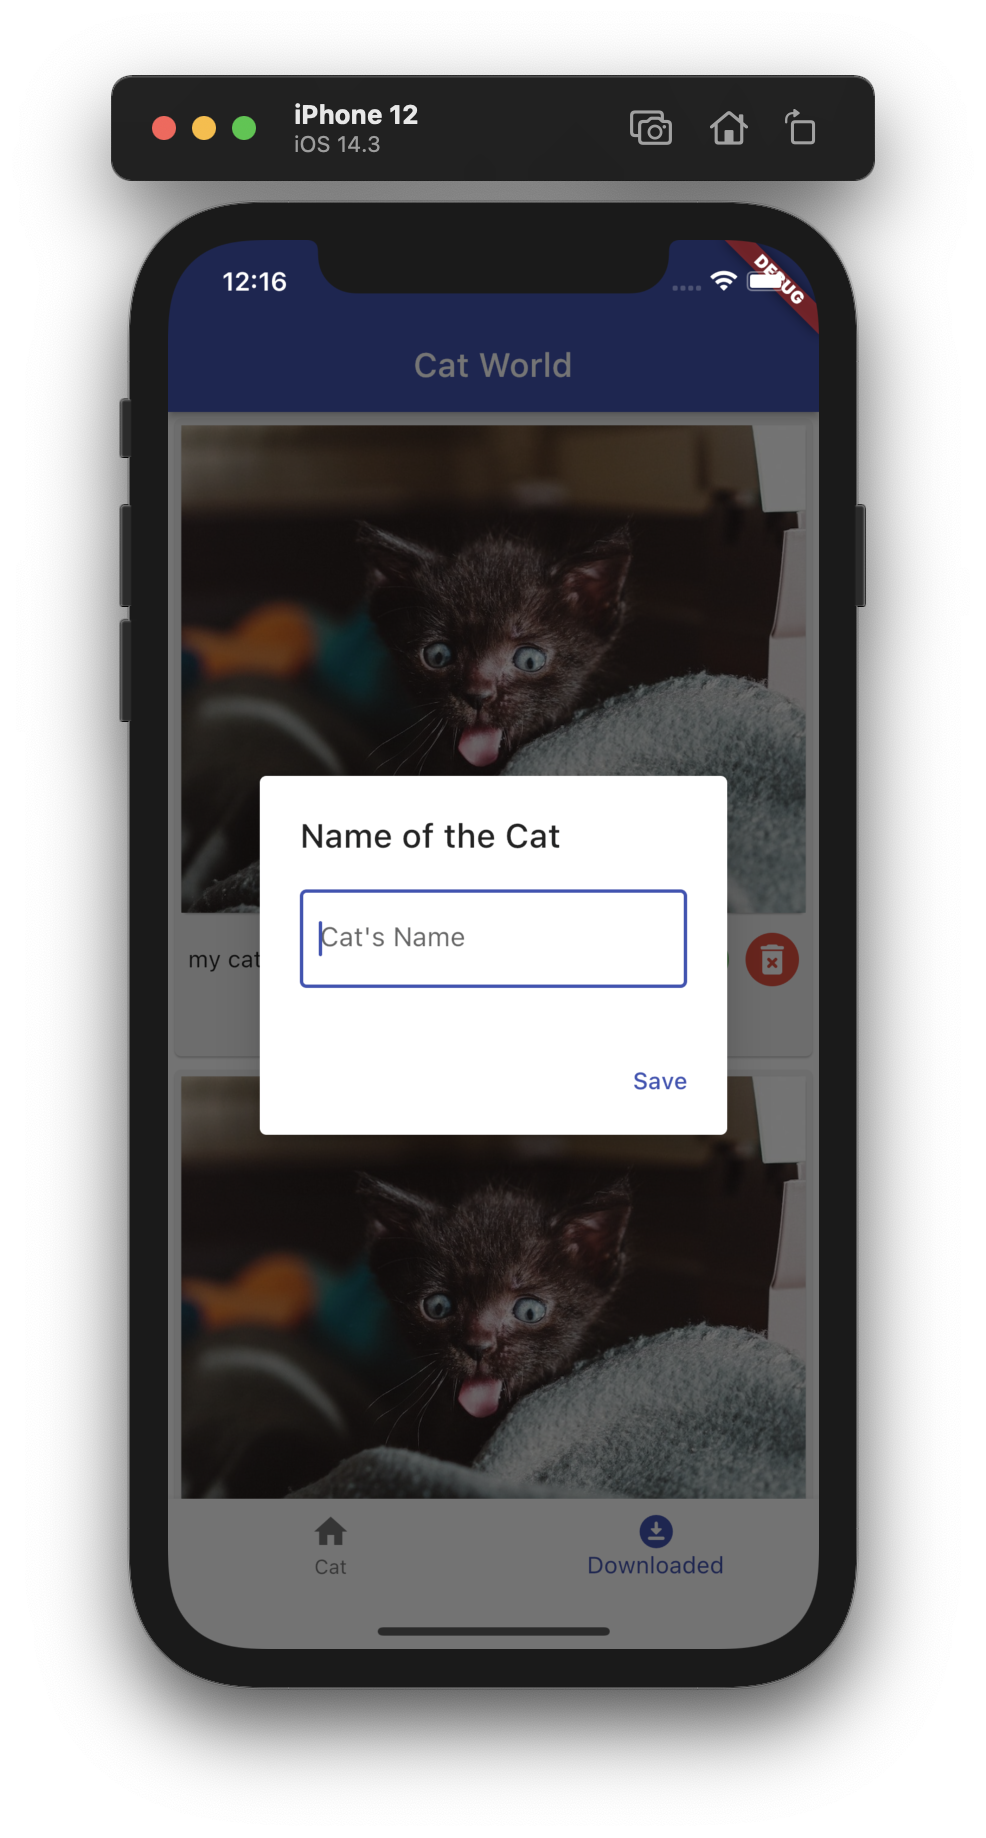 iPhone 12
iOS 14.3
12:16
DEBUG
Cat World
Name of the Cat
Cat's Name
my cat
Save
Cat
Downloaded